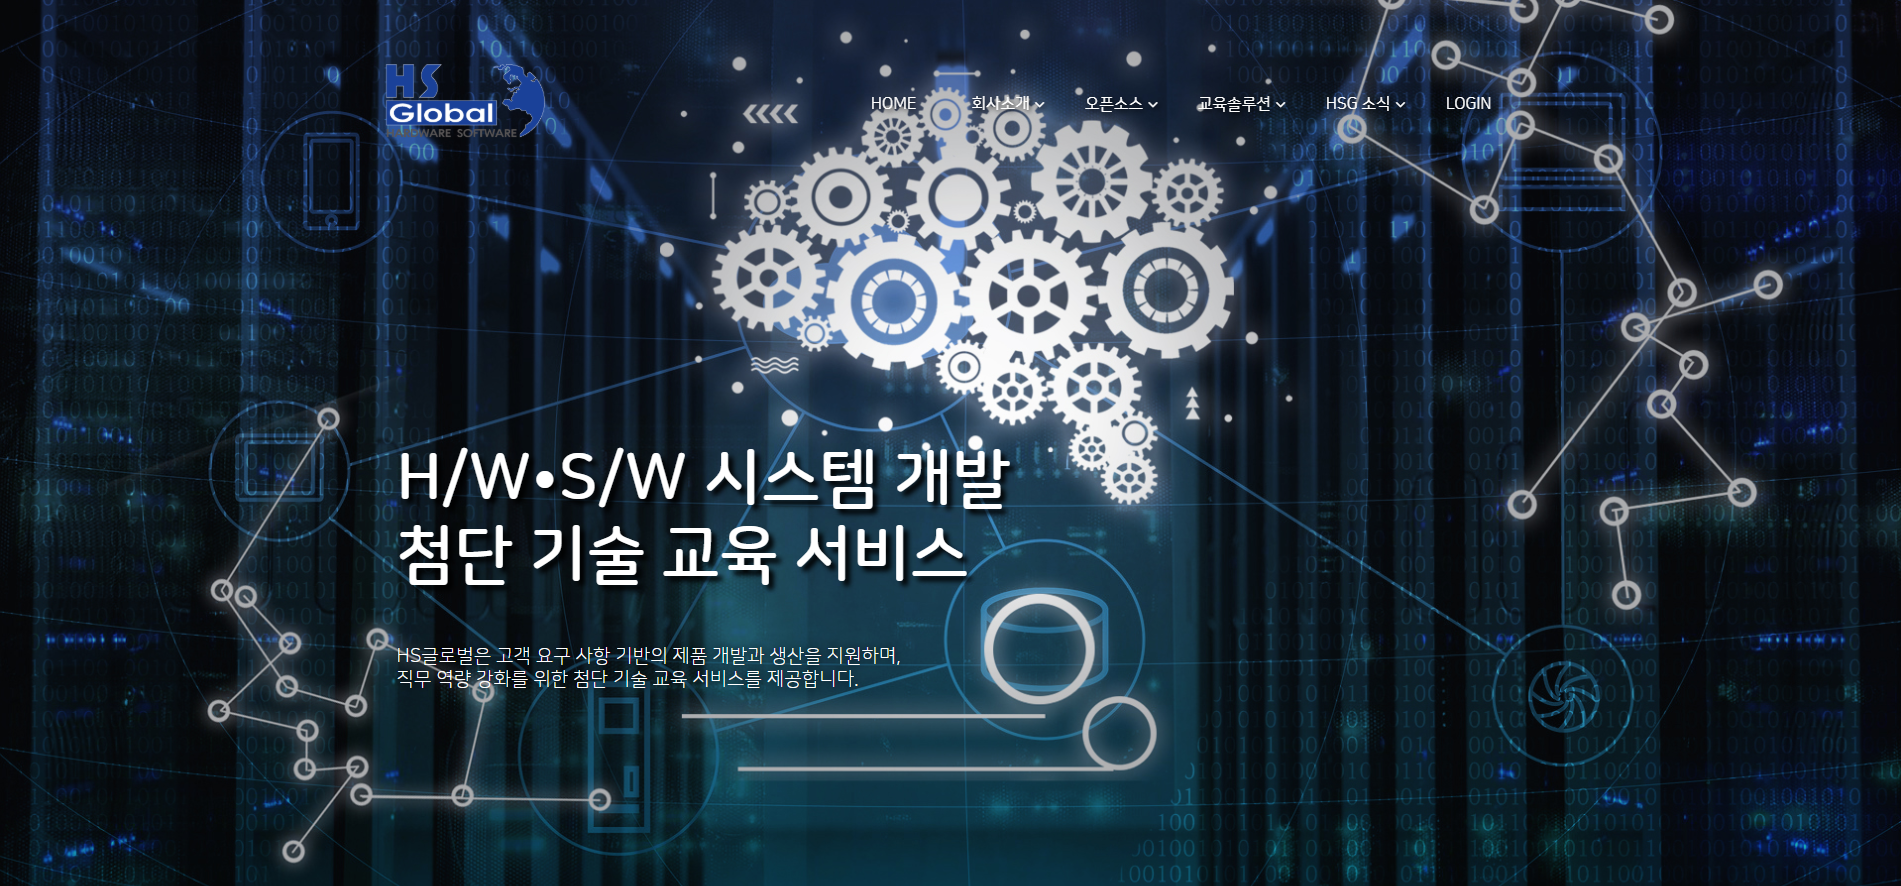 HS
Global
HARDWARE SOFTWARE
HOME
회사소개
오픈소스
교육솔루션
HSG 소식
LOGIN
H/W•S/W 시스템 개발
첨단 기술 교육 서비스
HS글로벌은 고객 요구 사항 기반의 제품 개발과 생산을 지원하며,
직무 역량 강화를 위한 첨단 기술 교육 서비스를 제공합니다.